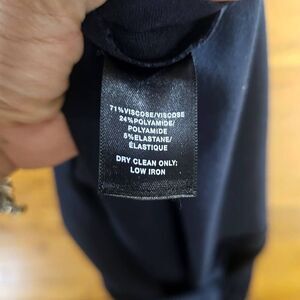 71%VISCOSE/VISCOSE
24%POLYAMIDE/
POLYAMIDE
5%ELASTANE/
ÉLASTIQUE
DRY CLEAN ONLY:
LOW IRON